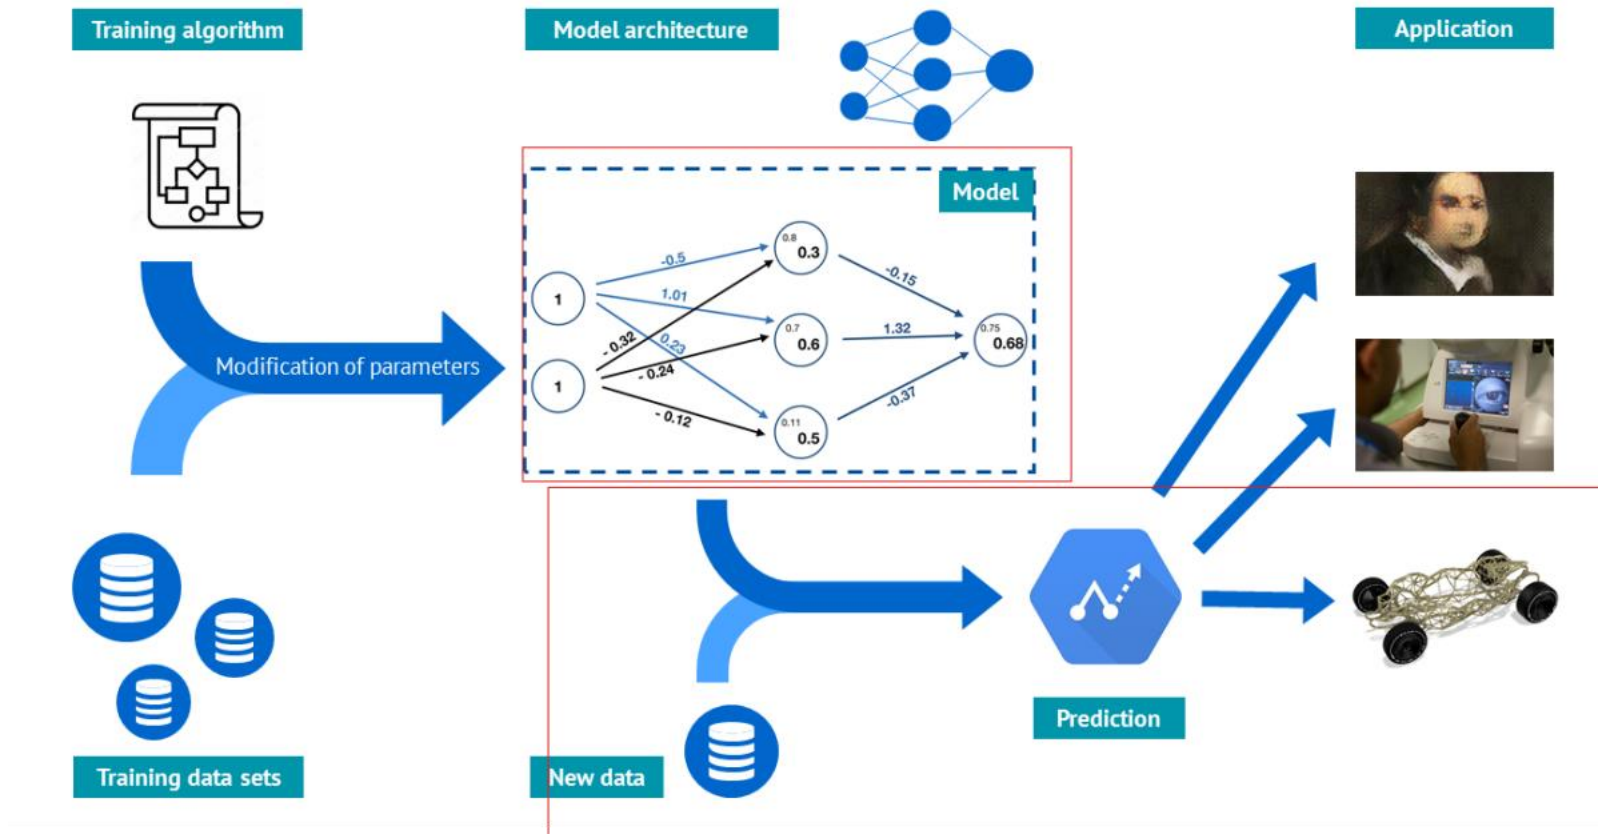 Training algorithm
Model architecture
Application
Model
1
1
-0.5
1.01
0.23
- 0.32
- 0.24
- 0.12
0.8
0.3
0.7
0.6
0.11
0.5
-0.15
1.32
-0.37
0.75
0.68
Modification of parameters
Prediction
Training data sets
New data